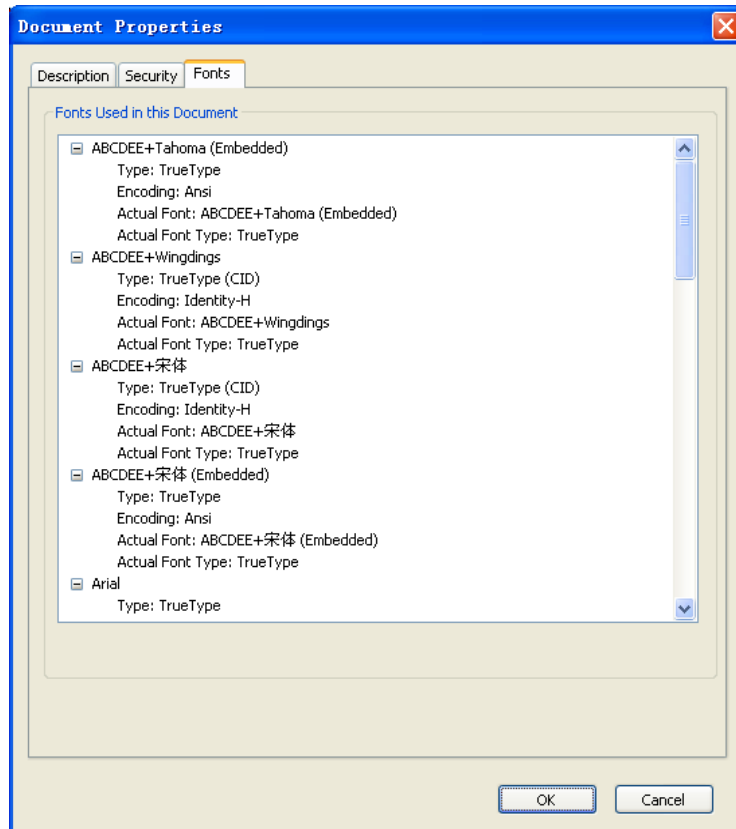 Document Properties
Description Security Fonts
Fonts Used in this Document
ABCDEE+Tahoma (Embedded)
Type: TrueType
Encoding: Ansi
Actual Font: ABCDEE+Tahoma (Embedded)
Actual Font Type: TrueType
ABCDEE+Wingdings
Type: TrueType (CID)
Encoding: Identity-H
Actual Font: ABCDEE+Wingdings
Actual Font Type: TrueType
ABCDEE+宋体
Type: TrueType (CID)
Encoding: Identity-H
Actual Font: ABCDEE+宋体
Actual Font Type: TrueType
ABCDEE+宋体 (Embedded)
Type: TrueType
Encoding: Ansi
Actual Font: ABCDEE+宋体 (Embedded)
Actual Font Type: TrueType
Arial
Type: TrueType
OK Cancel